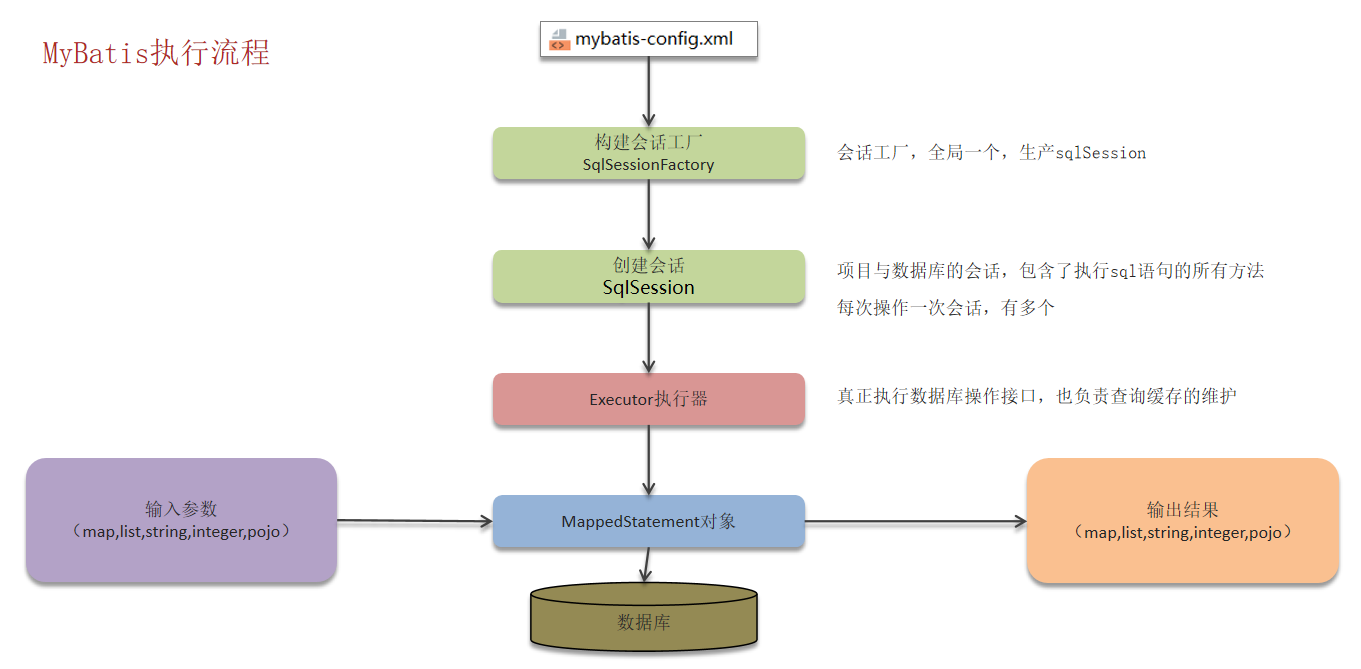 MyBatis执行流程
mybatis-config.xml
构建会话工厂
SqlSessionFactory
会话工厂，全局一个，生产sqlSession
创建会话
SqlSession
项目与数据库的会话，包含了执行sql语句的所有方法
每次操作一次会话，有多个
Executor执行器
真正执行数据库操作接口，也负责查询缓存的维护
输入参数
（map,list,string,integer,pojo）
MappedStatement对象
输出结果
（map,list,string,integer,pojo）
数据库